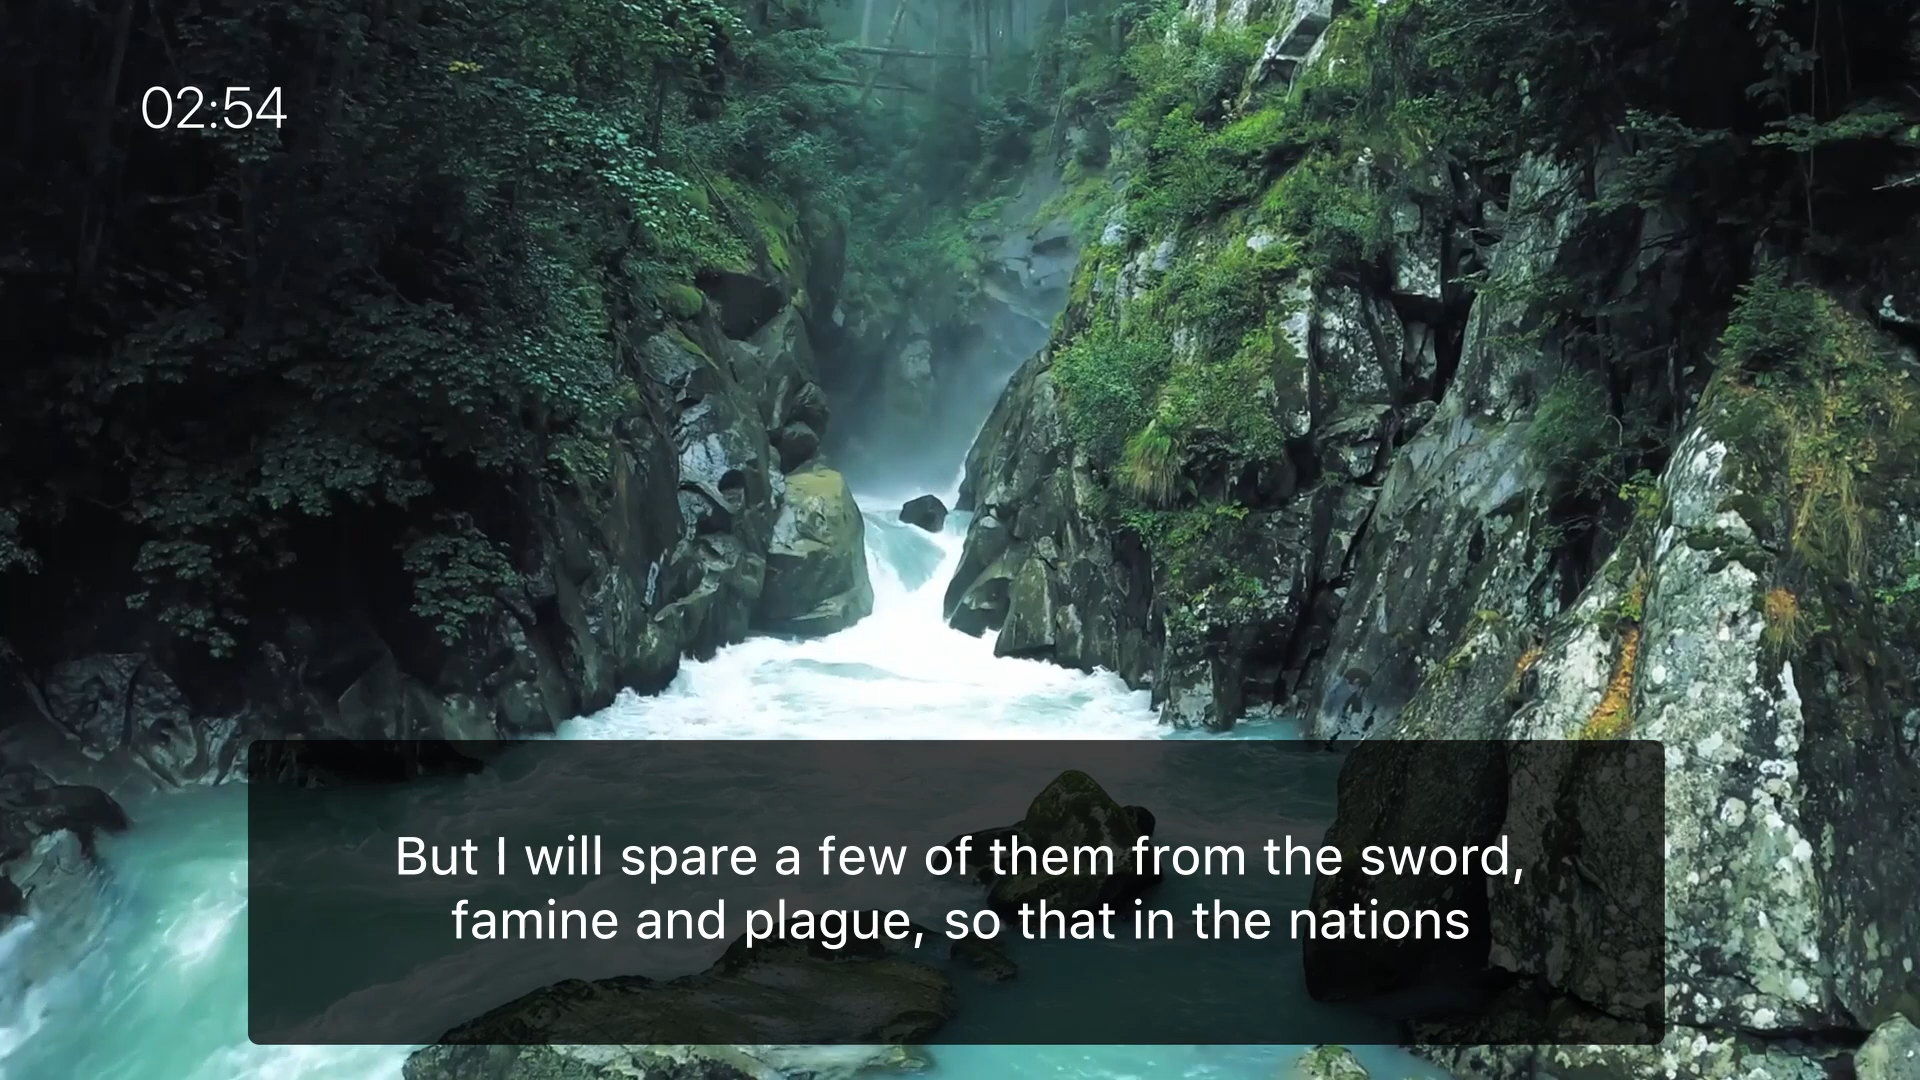 02:54
But I will spare a few of them from the sword,
famine and plague, so that in the nations